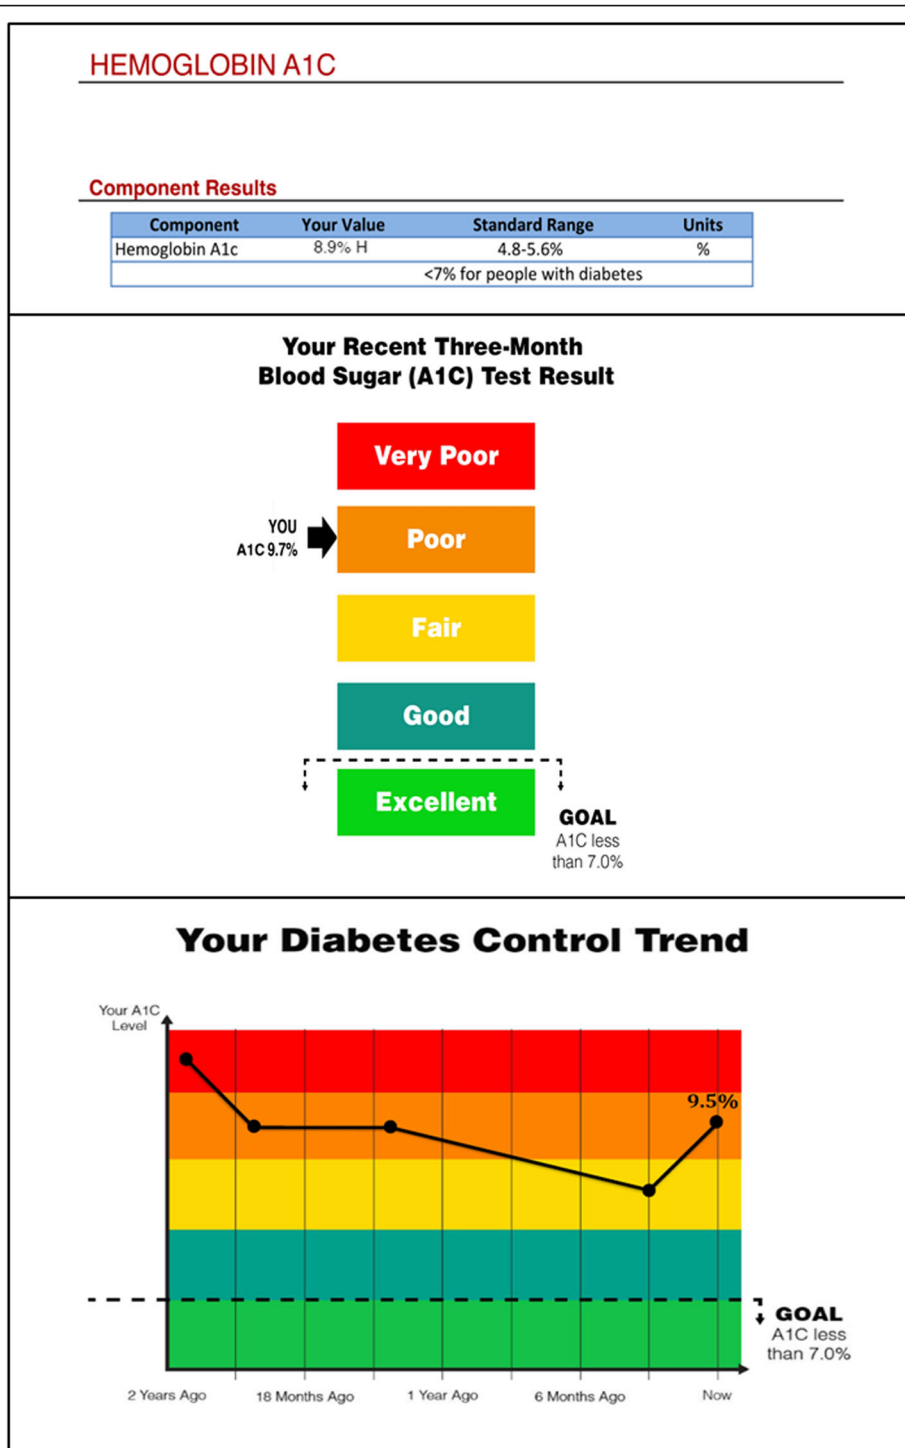 HEMOGLOBIN A1C
Component Results
Component Your Value Standard Range Units
Hemoglobin A1c 8.9% H 4.8-5.6% %
<7% for people with diabetes
Your Recent Three-Month
Blood Sugar (A1C) Test Result
Very Poor
YOU
A1C 9.7%
Poor
Fair
Good
Excellent
GOAL
A1C less
than 7.0%
Your Diabetes Control Trend
Your A1C
Level
9.5%
GOAL
A1C less
than 7.0%
2 Years Ago 18 Months Ago 1 Year Ago 6 Months Ago Now